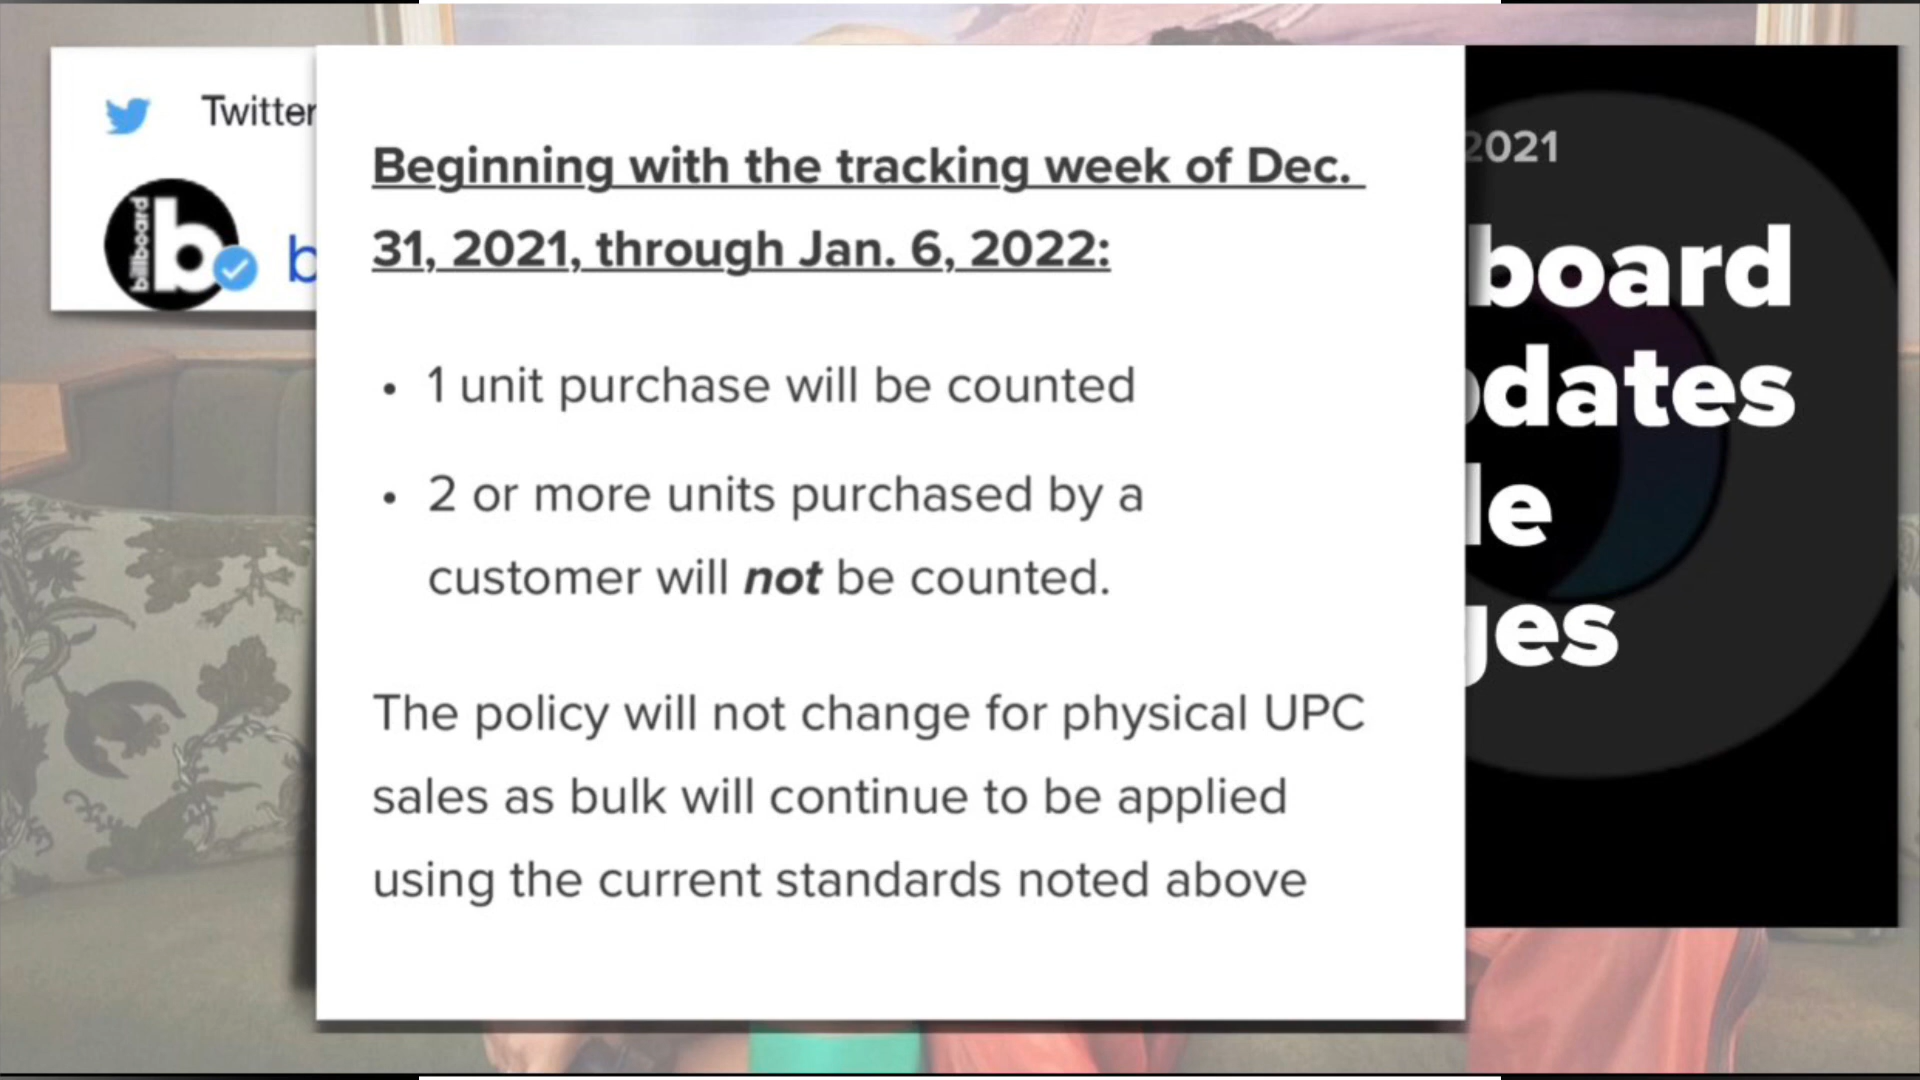 Twitter
billboard
b
b
Beginning with the tracking week of Dec.
31, 2021, through Jan. 6, 2022:
• 1 unit purchase will be counted
• 2 or more units purchased by a
customer will not be counted.
The policy will not change for physical UPC
sales as bulk will continue to be applied
using the current standards noted above
2021
board
dates
le
ges